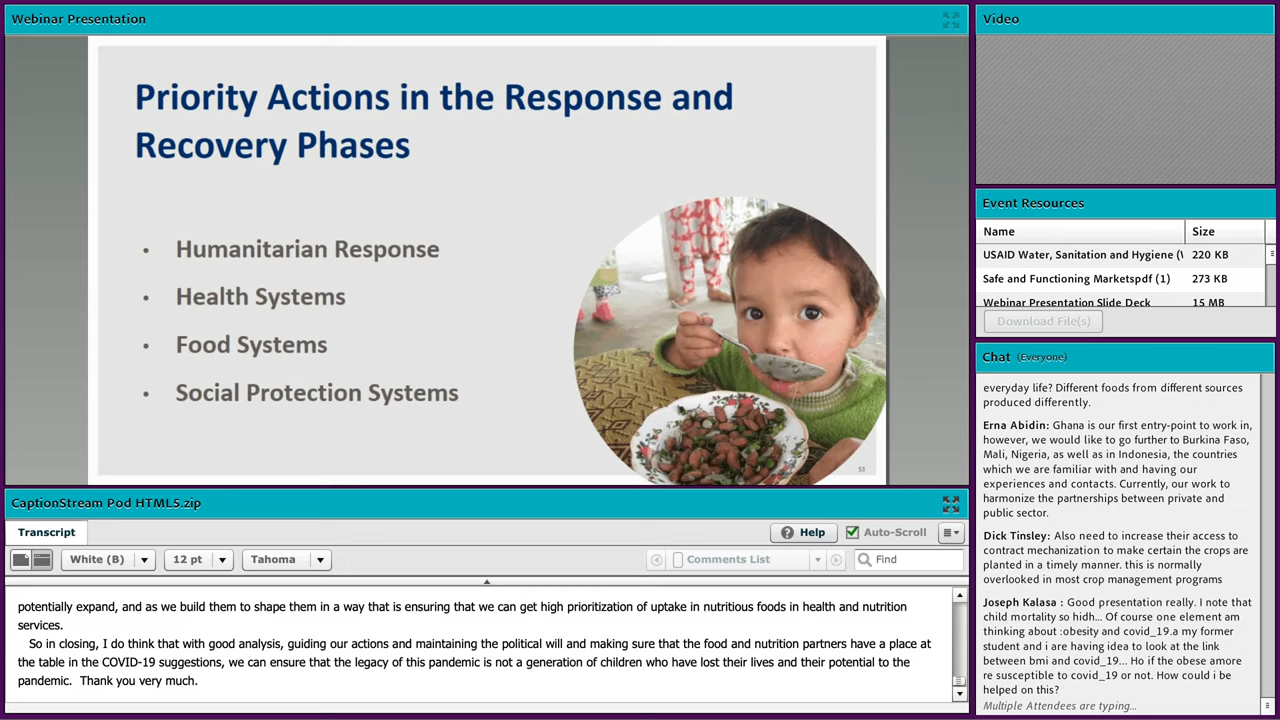 Webinar Presentation
Priority Actions in the Response and
Recovery Phases
• Humanitarian Response
• Health Systems
• Food Systems
• Social Protection Systems
53
CaptionStream Pod HTML5.zip
Transcript
Help
Auto-Scroll
White (B)
12 pt
Tahoma
Comments List
Find
potentially expand, and as we build them to shape them in a way that is ensuring that we can get high prioritization of uptake in nutritious foods in health and nutrition
services.
So in closing, I do think that with good analysis, guiding our actions and maintaining the political will and making sure that the food and nutrition partners have a place at
the table in the COVID-19 suggestions, we can ensure that the legacy of this pandemic is not a generation of children who have lost their lives and their potential to the
pandemic. Thank you very much.
Video
Event Resources
Name Size
USAID Water, Sanitation and Hygiene (\ 220 KB
Safe and Functioning Marketspdf (1) 273 KB
Webinar Presentation Slide Deck 15 MB
Download File(s)
Chat (Everyone)
everyday life? Different foods from different sources
produced differently.
Erna Abidin: Ghana is our first entry-point to work in,
however, we would like to go further to Burkina Faso,
Mali, Nigeria, as well as in Indonesia, the countries
which we are familiar with and having our
experiences and contacts. Currently, our work to
harmonize the partnerships between private and
public sector.
Dick Tinsley: Also need to increase their access to
contract mechanization to make certain the crops are
planted in a timely manner. this is normally
overlooked in most crop management programs
Joseph Kalasa : Good presentation really. I note that
child mortality so hidh... Of course one element am
thinking about :obesity and covid_19.a my former
student and i are having idea to look at the link
between bmi and covid_19... Ho if the obese amore
re susceptible to covid_19 or not. How could i be
helped on this?
Multiple Attendees are typing...